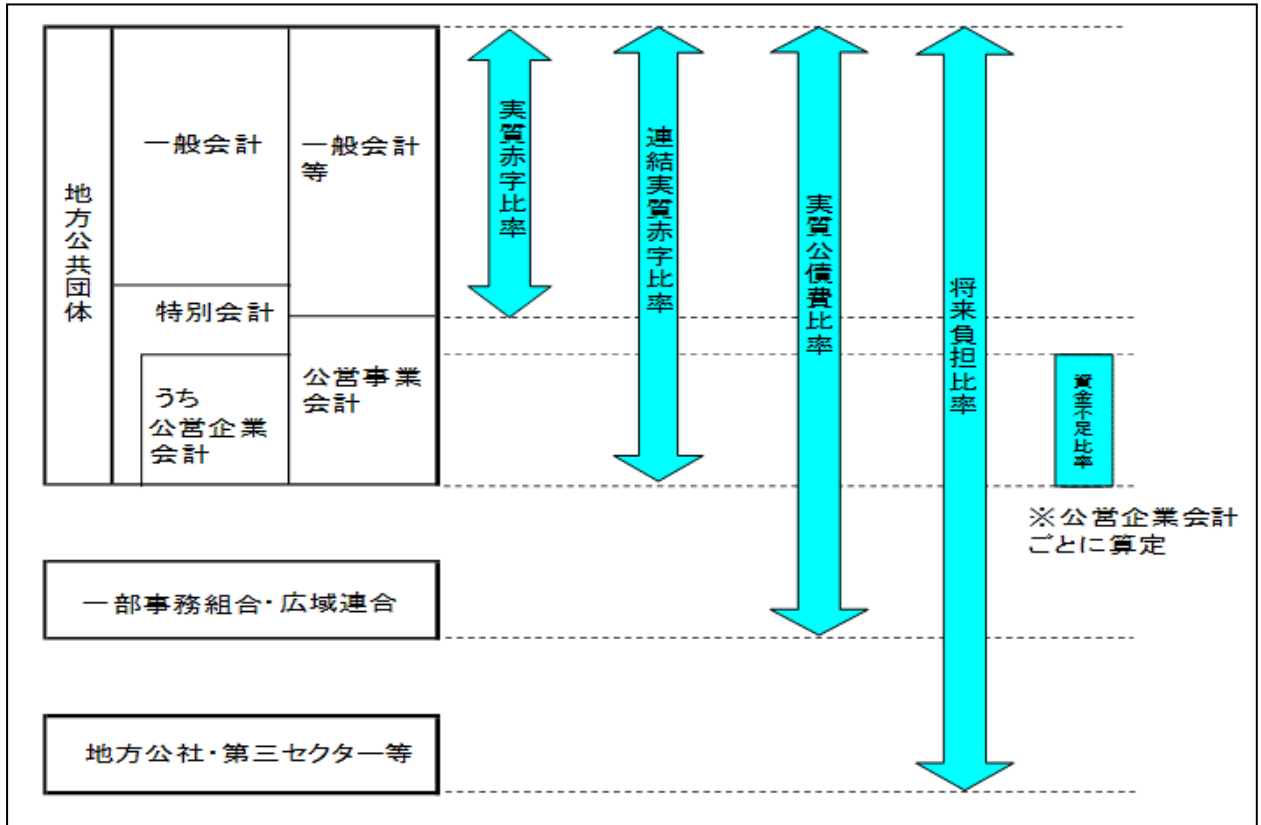 地方公共団体
一般会計
特別会計
うち
公営企業
会計
一般会計
等
公営事業
会計
実質赤字比率
連結実質赤字比率
実質公債費比率
将来負担比率
資金不足比率
※公営企業会計
ごとに算定
一部事務組合・広域連合
地方公社・第三セクター等